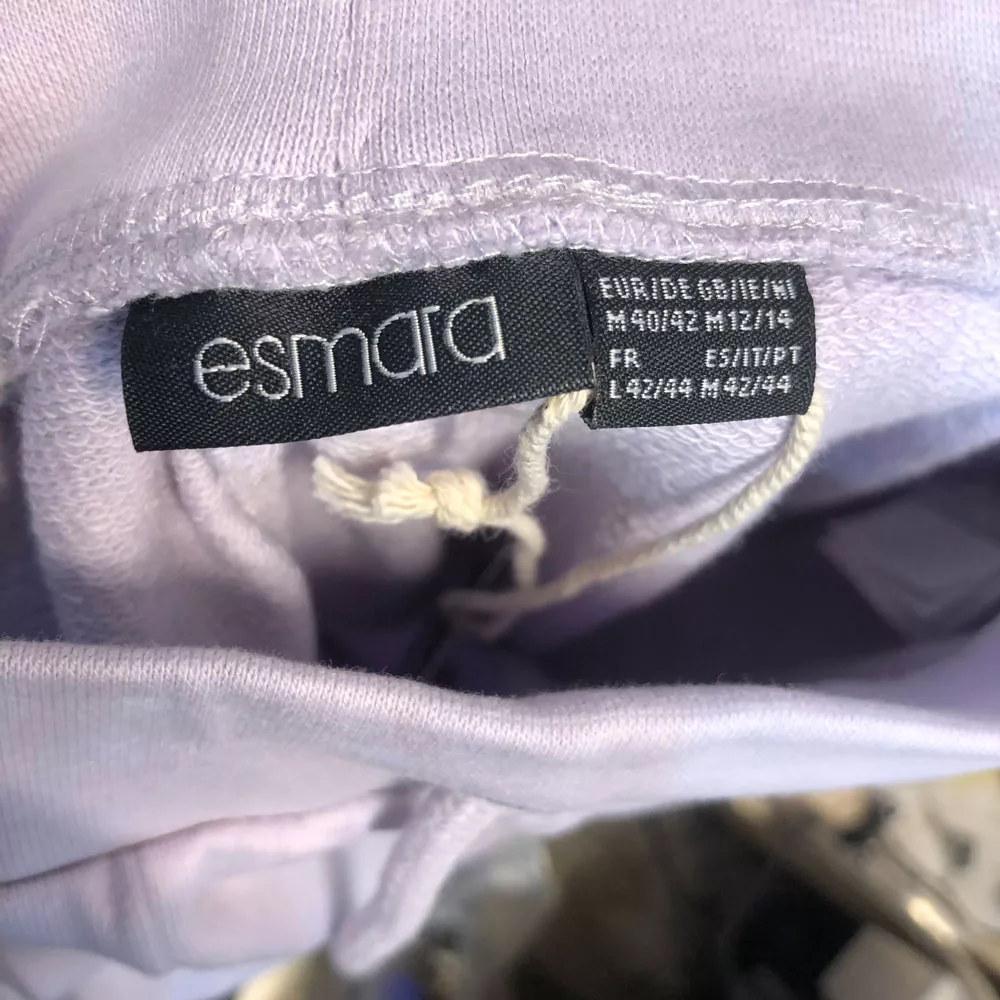 esmara
EUR/DE GB/IE/NI
M 40/42 M 12/14
FR ES/IT/PT
L 42/44 M 42/44